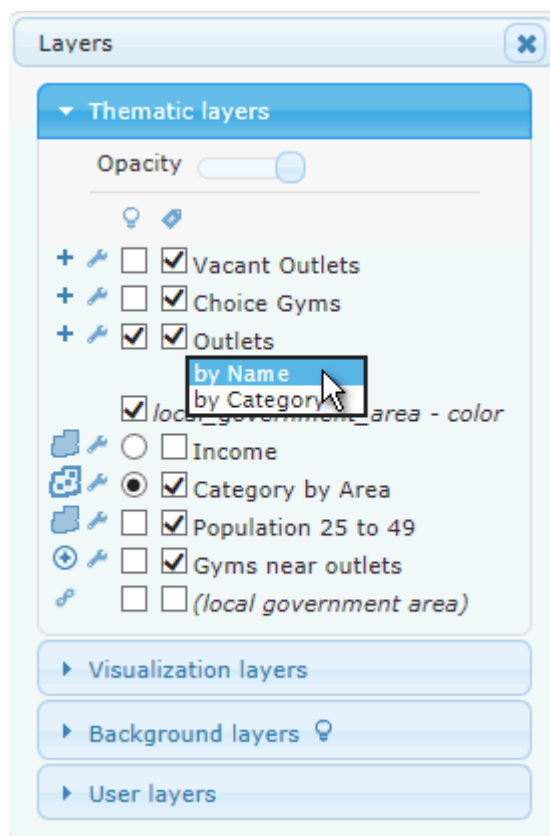 Layers
Thematic layers
Opacity
Vacant Outlets
Choice Gyms
Outlets
by Name
by Category
local_government_area - color
Income
Category by Area
Population 25 to 49
Gyms near outlets
(local government area)
Visualization layers
Background layers
User layers